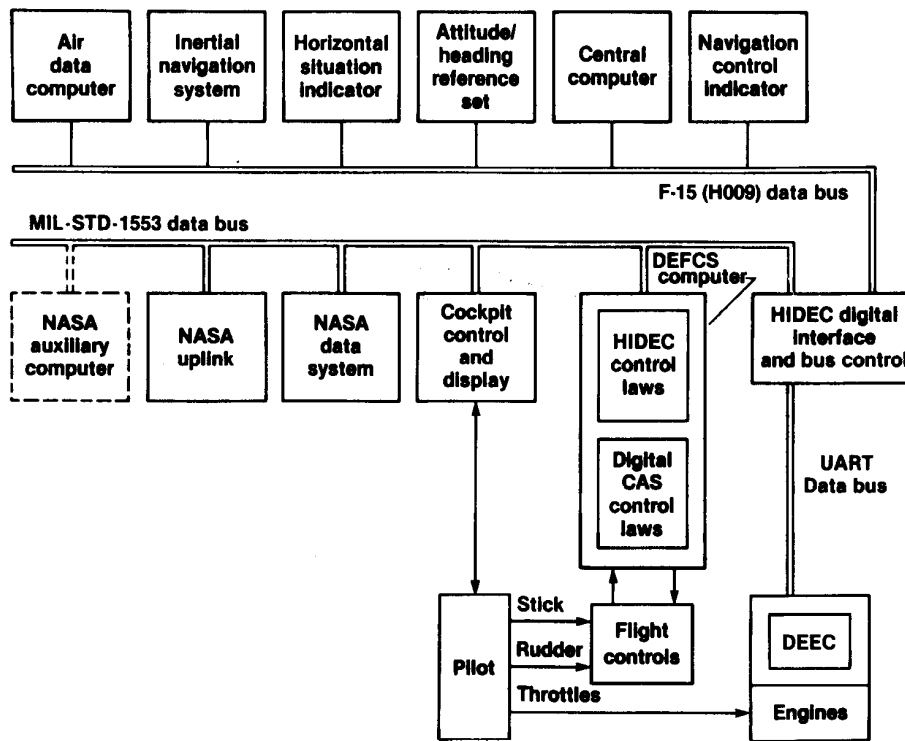 Air
data
computer
Inertial
navigation
system
Horizontal
situation
indicator
Attitude/
heading
reference
set
Central
computer
Navigation
control
indicator
F-15 (H009) data bus
MIL-STD-1553 data bus
DEFCS
computer
NASA
auxiliary
computer
NASA
uplink
NASA
data
system
Cockpit
control
and
display
HIDEC
control
laws
Digital
CAS
control
laws
HIDEC digital
interface
and bus control
UART
Data bus
Pilot
Stick
Rudder
Throttles
Flight
controls
DEEC
Engines